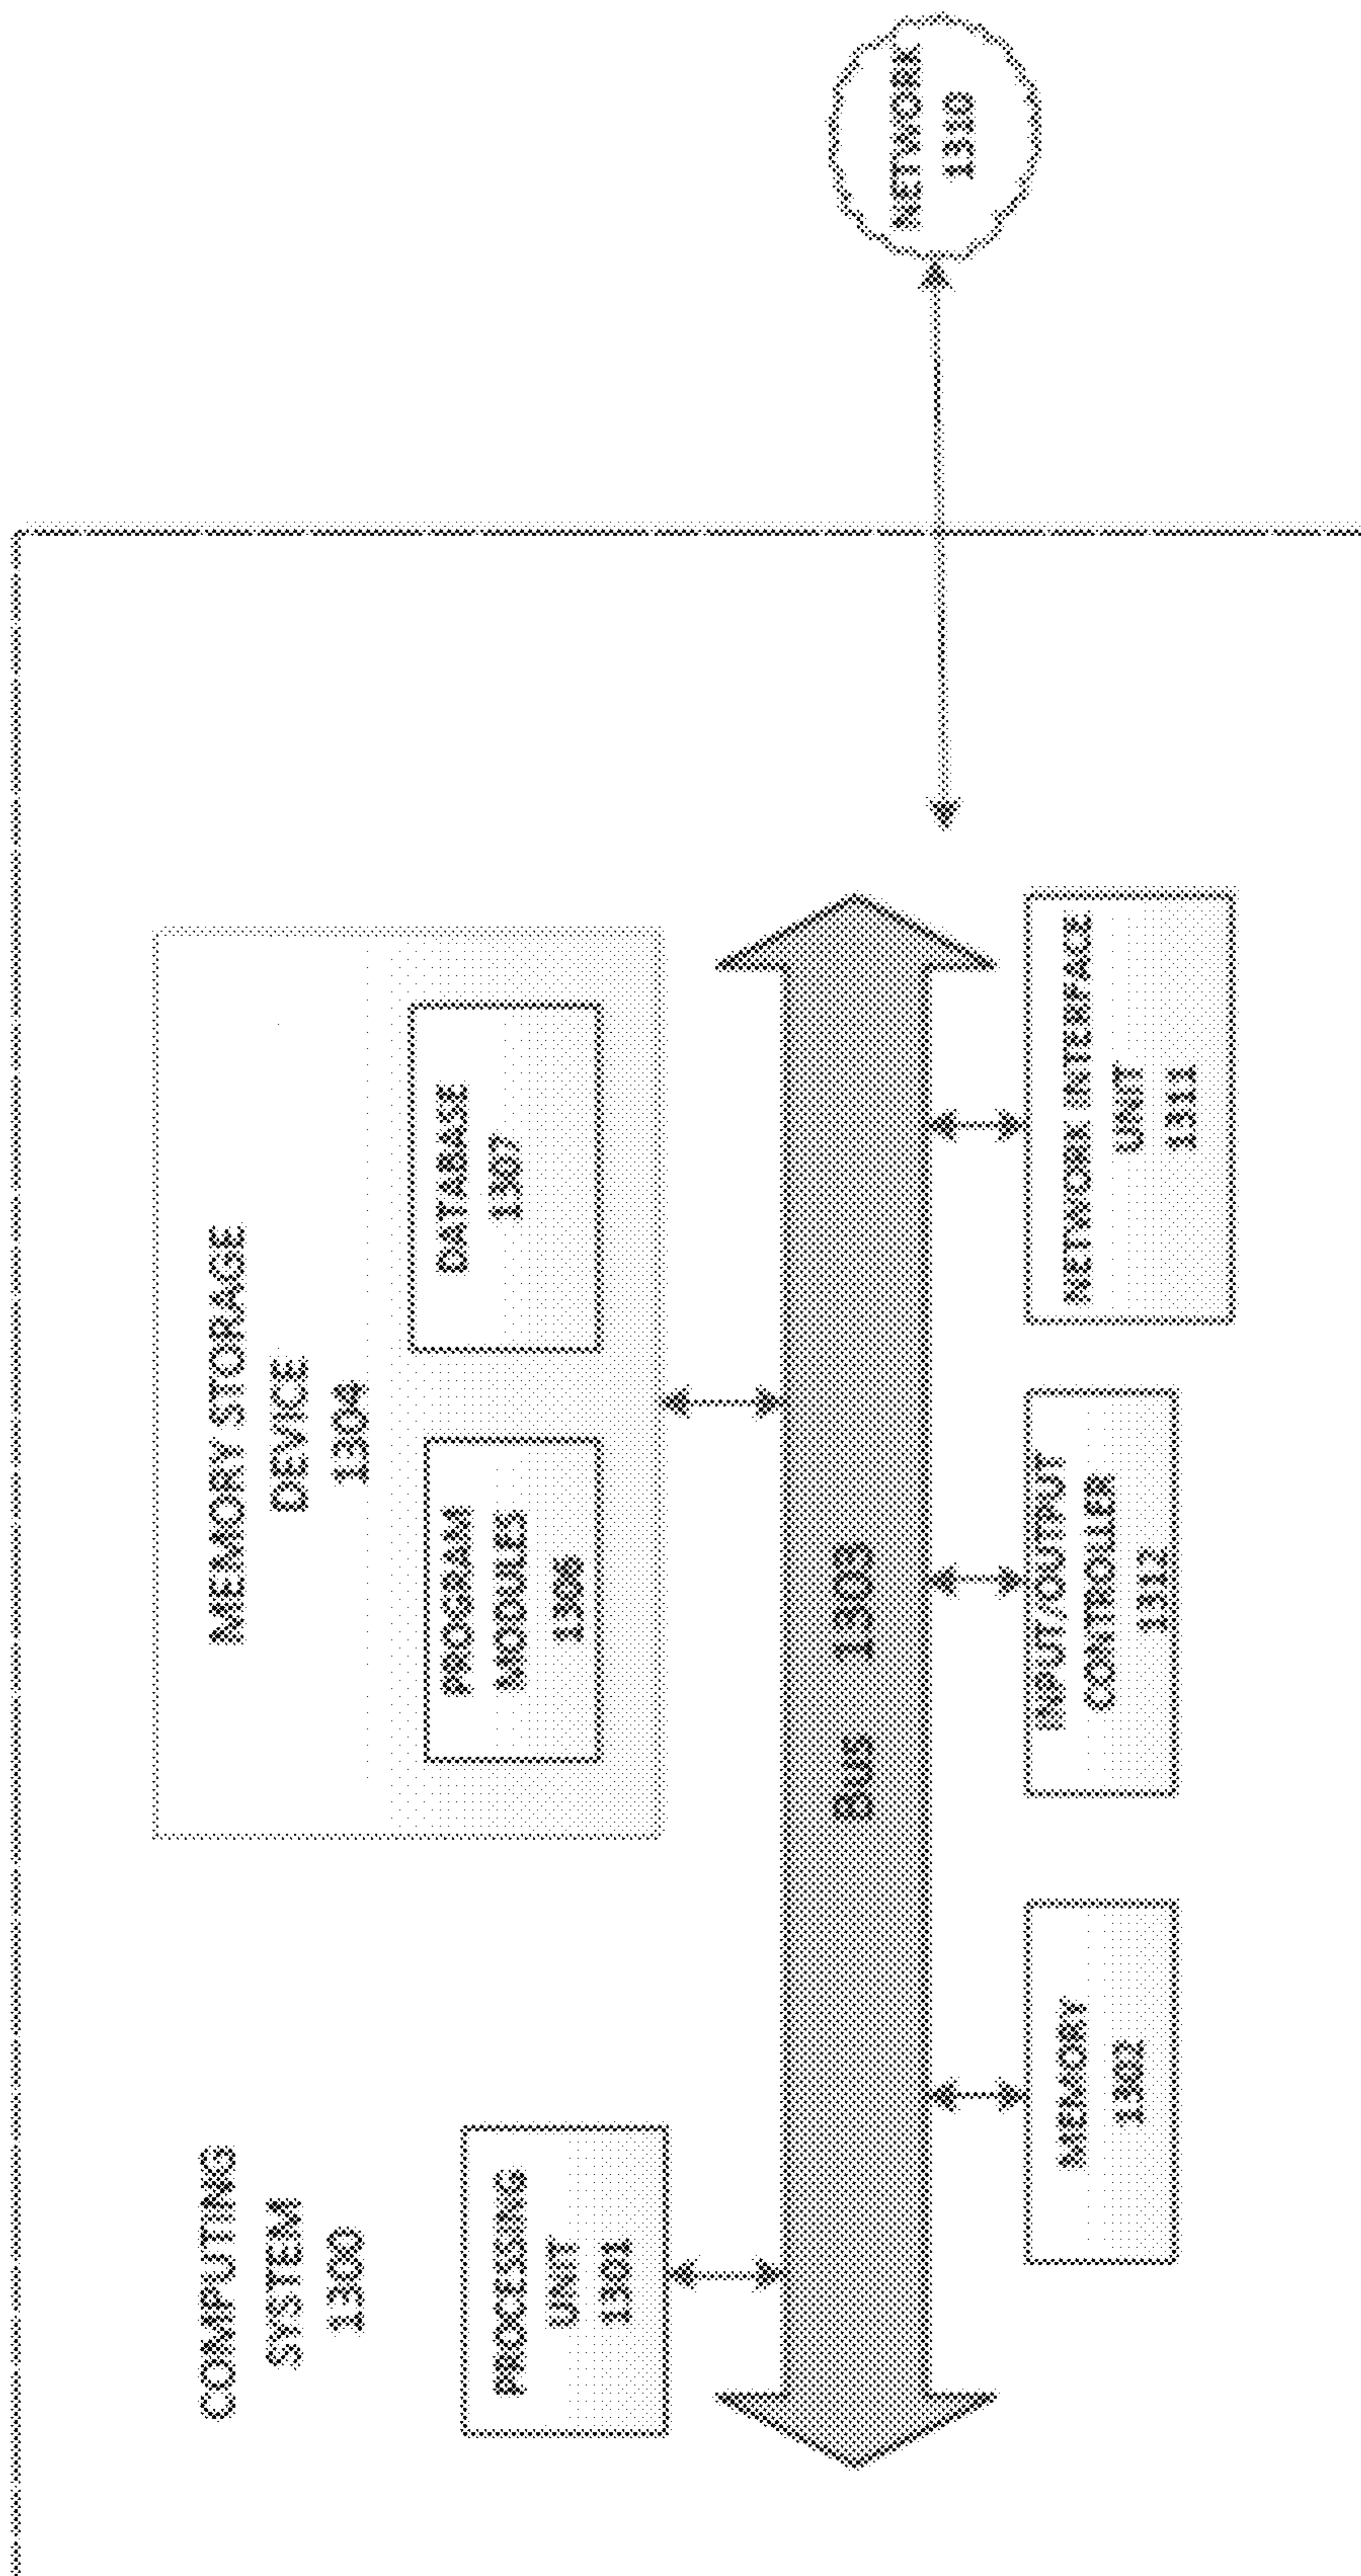 COMPUTING
SYSTEM
1300
MEMORY STORAGE
DEVICE
1304
PROCESSING
UNIT
1301
PROGRAM
MODULES
1306
DATABASE
1307
Bus 1303
MEMORY
1302
INPUT/OUTPUT
CONTROLLER
1312
NETWORK INTERFACE
UNIT
1311
NETWORK
1310